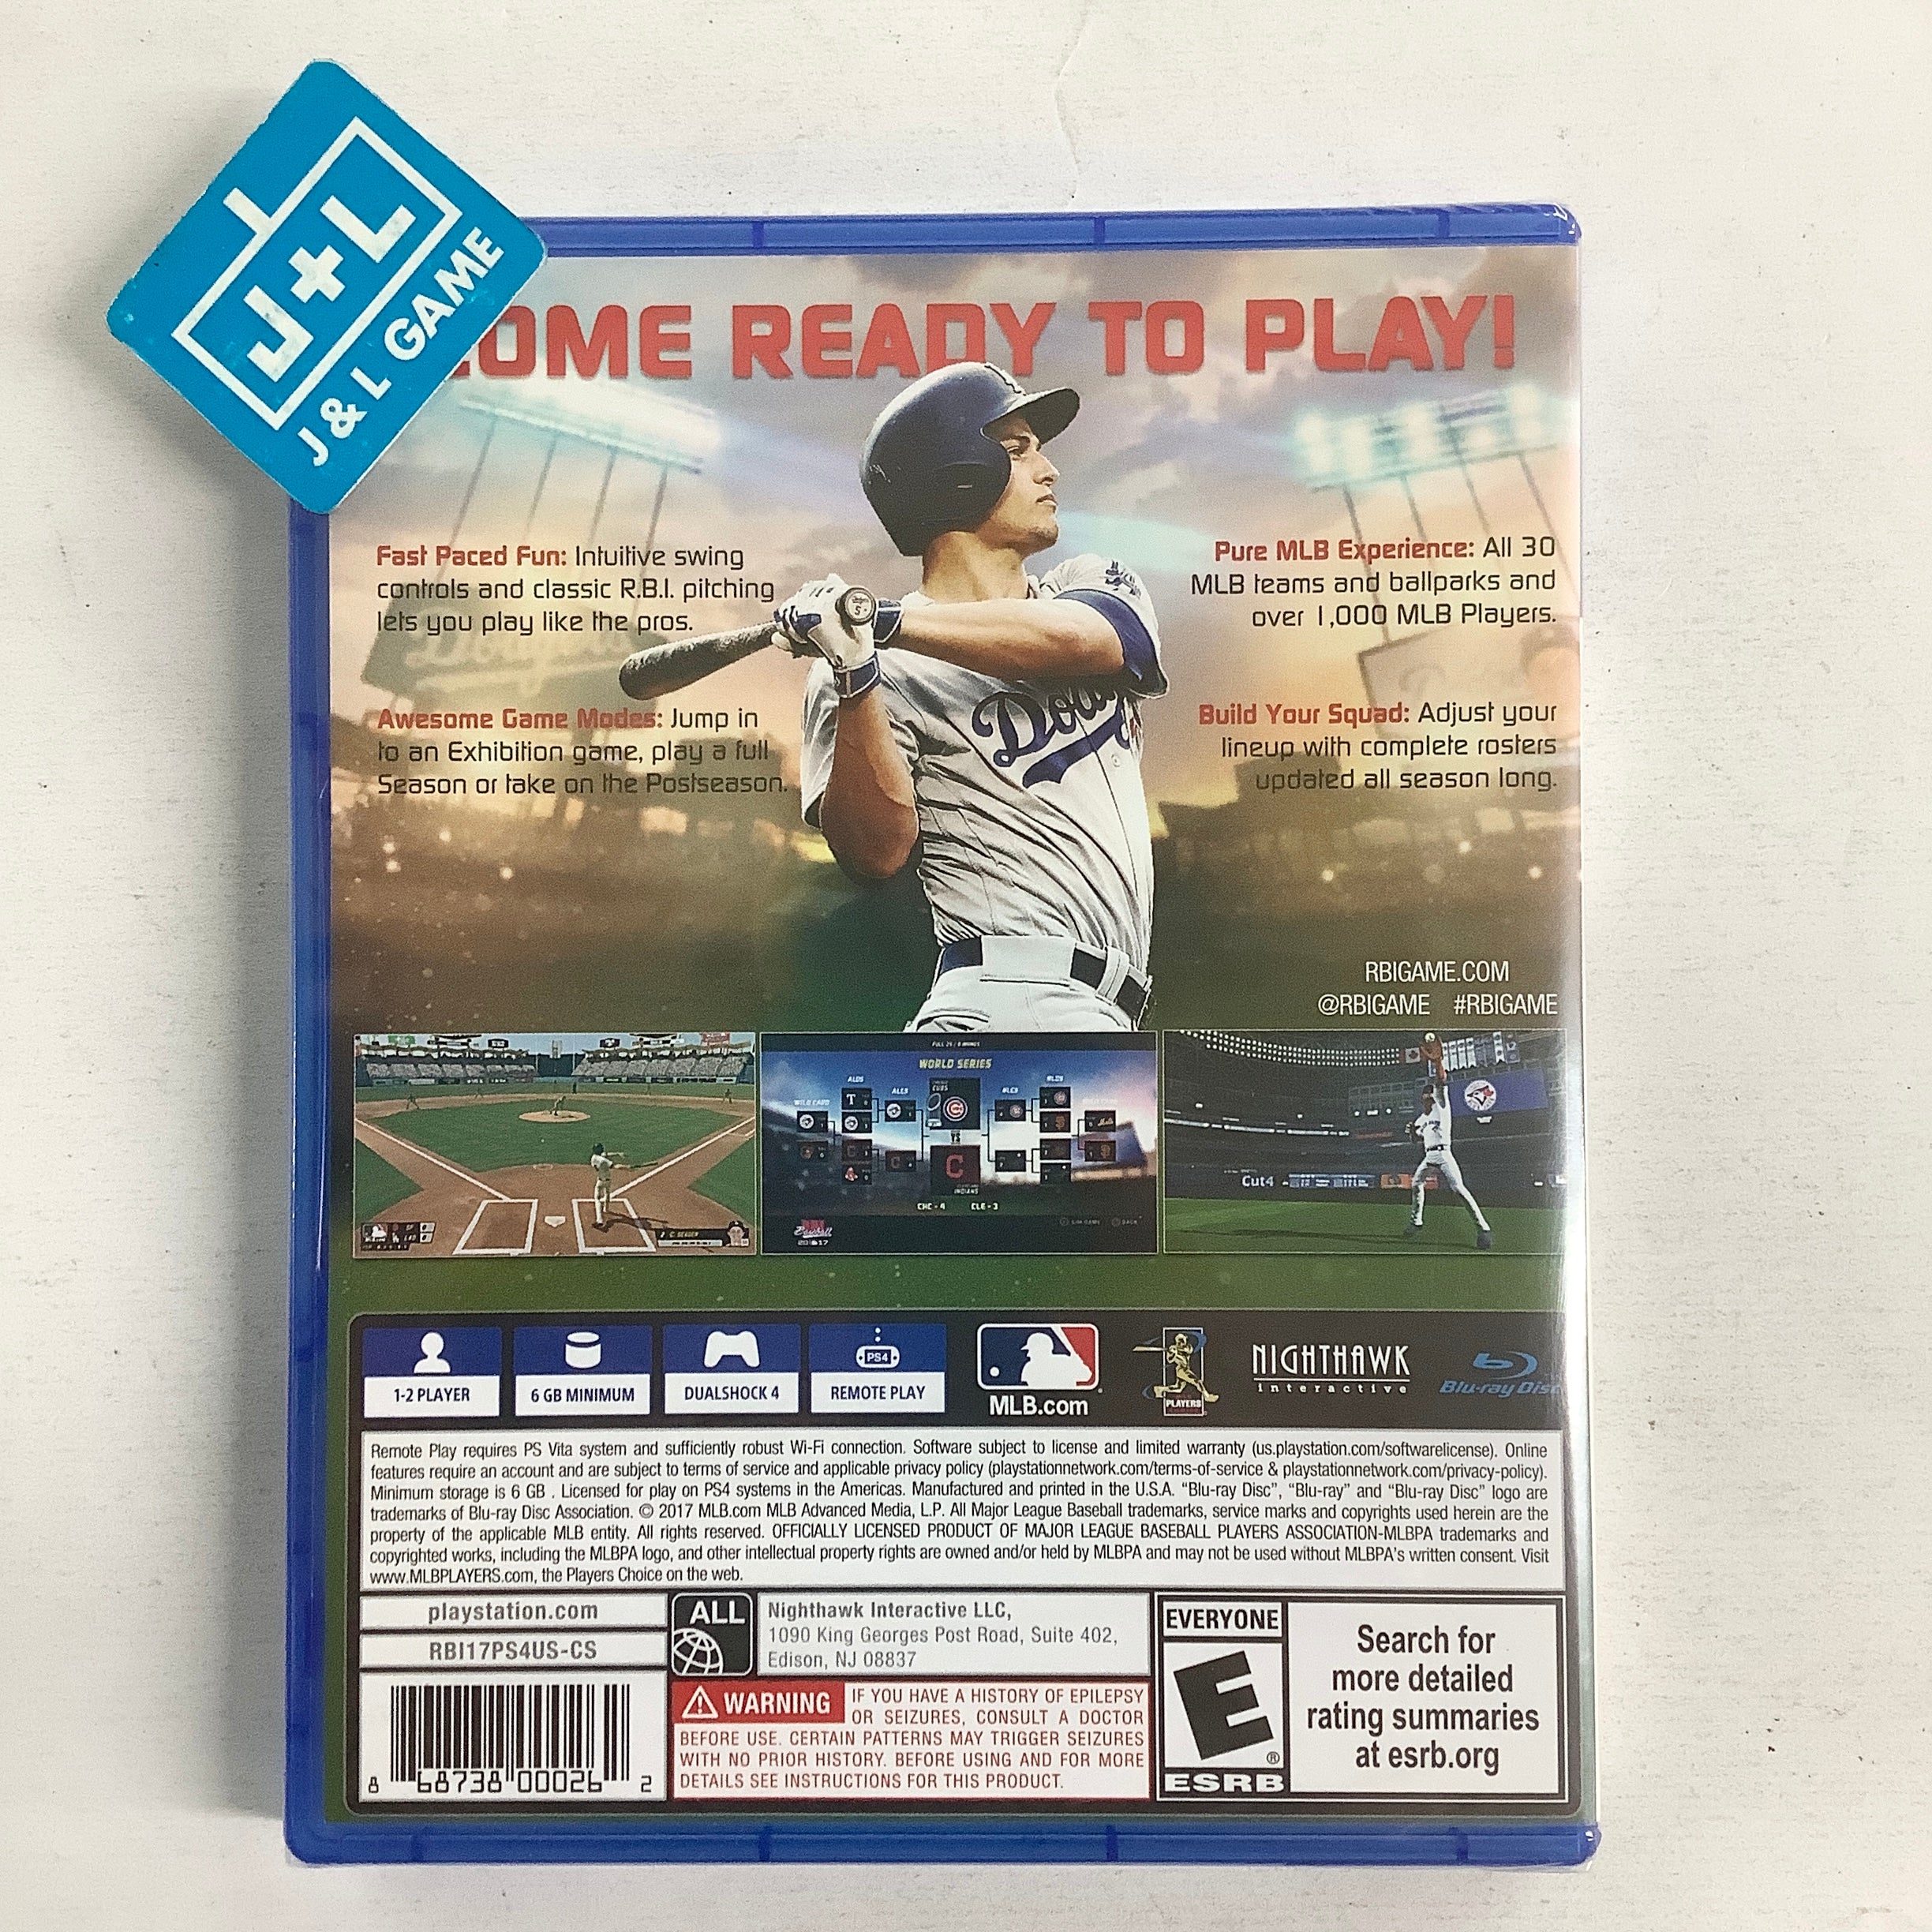 J+L
J & L GAME
COME READY TO PLAY!
Fast Paced Fun: Intuitive swing
controls and classic R.B.I. pitching
lets you play like the pros.
Awesome Game Modes: Jump in
to an Exhibition game, play a full
Season or take on the Postseason.
Pure MLB Experience: All 30
MLB teams and ballparks and
over 1,000 MLB Players.
Build Your Squad: Adjust your
lineup with complete rosters
updated all season long.
Dodgers
RBIGAME.COM
@RBIGAME #RBIGAME
C. SEAGER
WORLD SERIES
WILD CARD
ALDS
ALCS
CUBS
VS
INDIANS
NLCS
NLDS
CHC - 4 CLE - 3
Cut4
1-2 PLAYER
6 GB MINIMUM
DUALSHOCK 4
PS4
REMOTE PLAY
MLB.com
PLAYERS
NIGHTHAWK
interactive
Blu-ray Disc
Remote Play requires PS Vita system and sufficiently robust Wi-Fi connection. Software subject to license and limited warranty (us.playstation.com/softwarelicense). Online
features require an account and are subject to terms of service and applicable privacy policy (playstationnetwork.com/terms-of-service & playstationnetwork.com/privacy-policy).
Minimum storage is 6 GB . Licensed for play on PS4 systems in the Americas. Manufactured and printed in the U.S.A. “Blu-ray Disc”, “Blu-ray” and “Blu-ray Disc” logo are
trademarks of Blu-ray Disc Association. © 2017 MLB.com MLB Advanced Media, L.P. All Major League Baseball trademarks, service marks and copyrights used herein are the
property of the applicable MLB entity. All rights reserved. OFFICIALLY LICENSED PRODUCT OF MAJOR LEAGUE BASEBALL PLAYERS ASSOCIATION-MLBPA trademarks and
copyrighted works, including the MLBPA logo, and other intellectual property rights are owned and/or held by MLBPA and may not be used without MLBPA’s written consent. Visit
www.MLBPLAYERS.com, the Players Choice on the web.
playstation.com
RBI17PS4US-CS
8 68738 00026 2
ALL
Nighthawk Interactive LLC,
1090 King Georges Post Road, Suite 402,
Edison, NJ 08837
WARNING IF YOU HAVE A HISTORY OF EPILEPSY
OR SEIZURES, CONSULT A DOCTOR
BEFORE USE. CERTAIN PATTERNS MAY TRIGGER SEIZURES
WITH NO PRIOR HISTORY. BEFORE USING AND FOR MORE
DETAILS SEE INSTRUCTIONS FOR THIS PRODUCT.
EVERYONE
E
ESRB
Search for
more detailed
rating summaries
at esrb.org